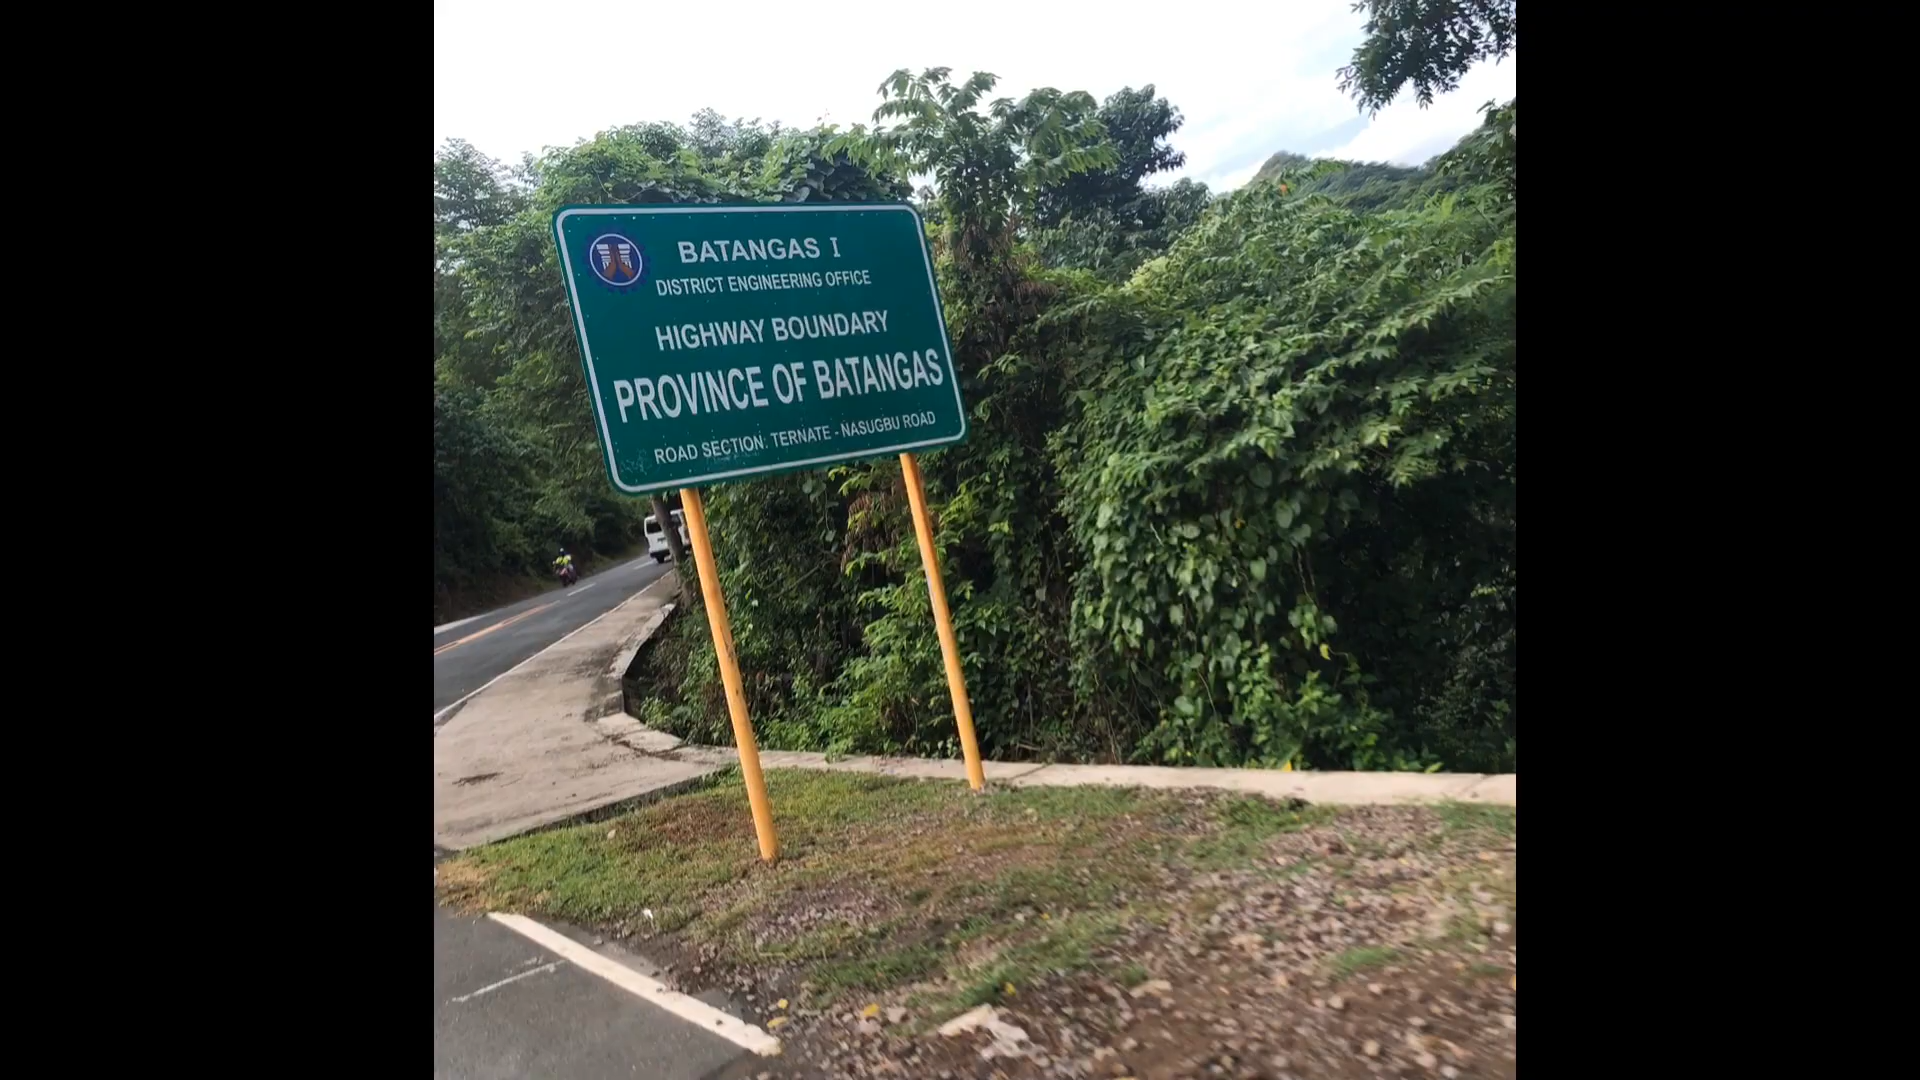 BATANGAS I
DISTRICT ENGINEERING OFFICE
HIGHWAY BOUNDARY
PROVINCE OF BATANGAS
ROAD SECTION: TERNATE - NASUGBU ROAD